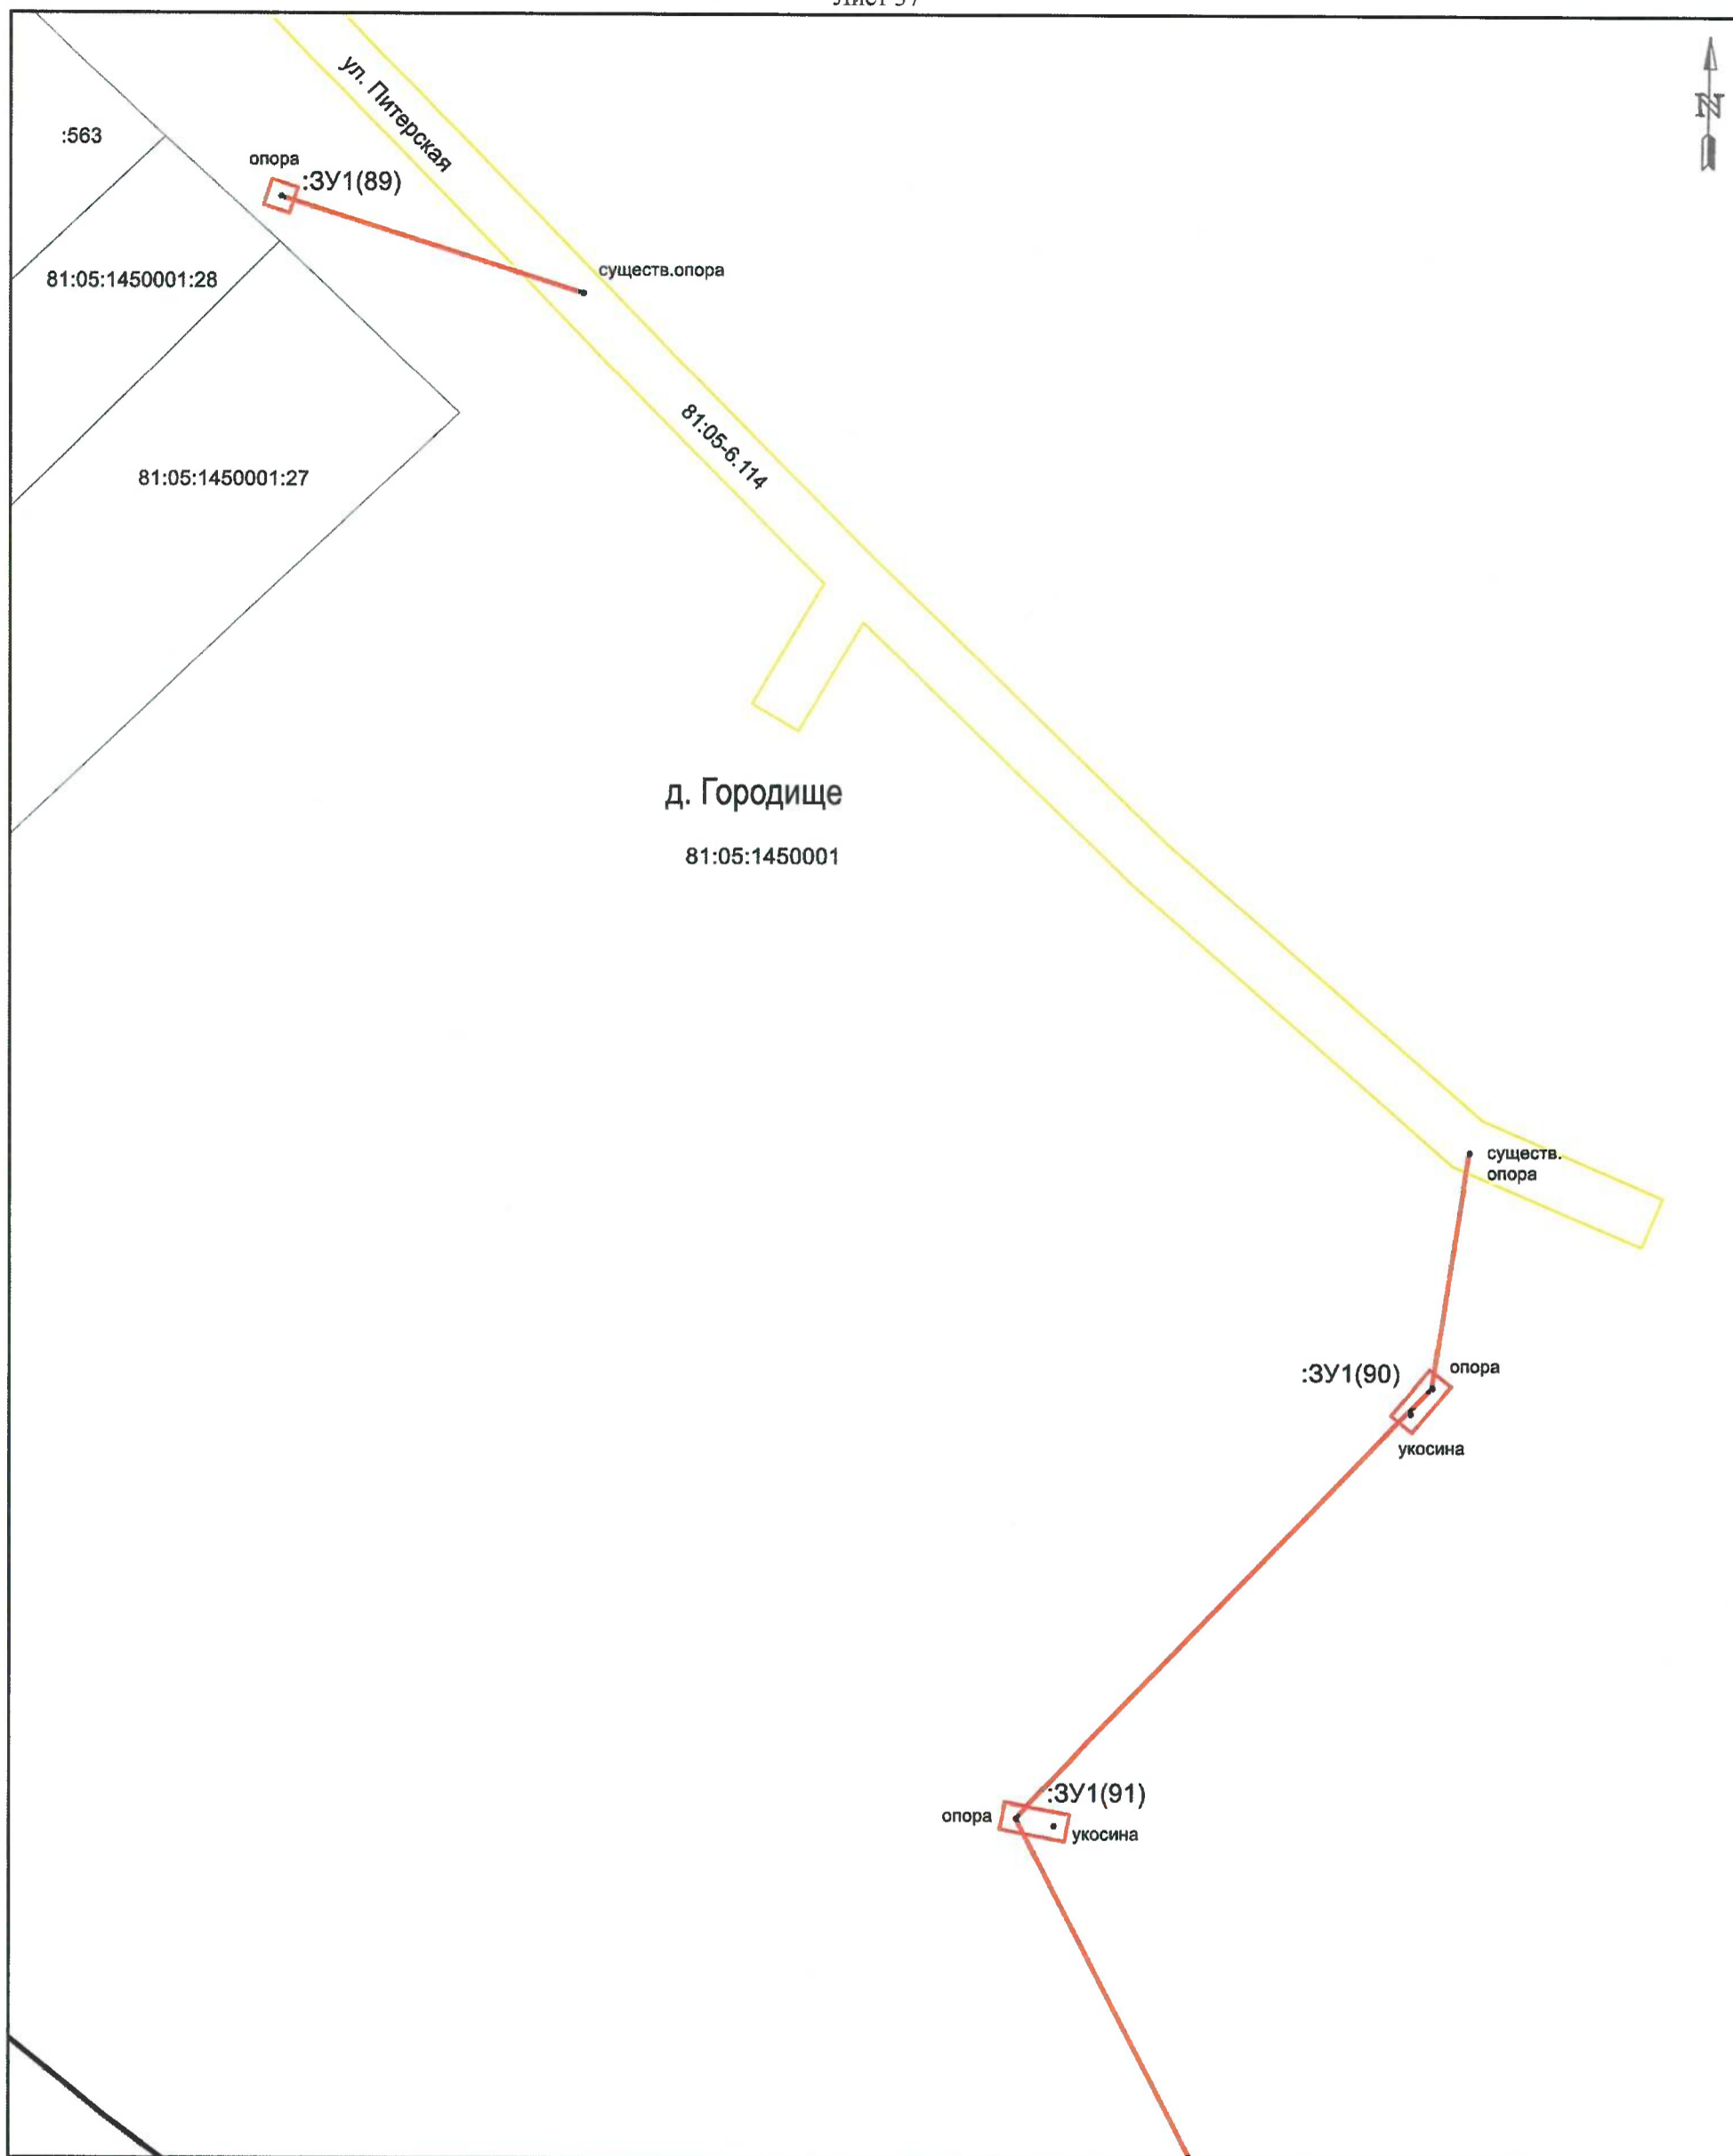 ул. Питерская
N
:563
опора
:ЗУ1(89)
существ.опора
81:05:1450001:28
81:05-6.114
81:05:1450001:27
д. Городище
81:05:1450001
существ.
опора
:ЗУ1(90)
опора
укосина
:ЗУ1(91)
опора
укосина